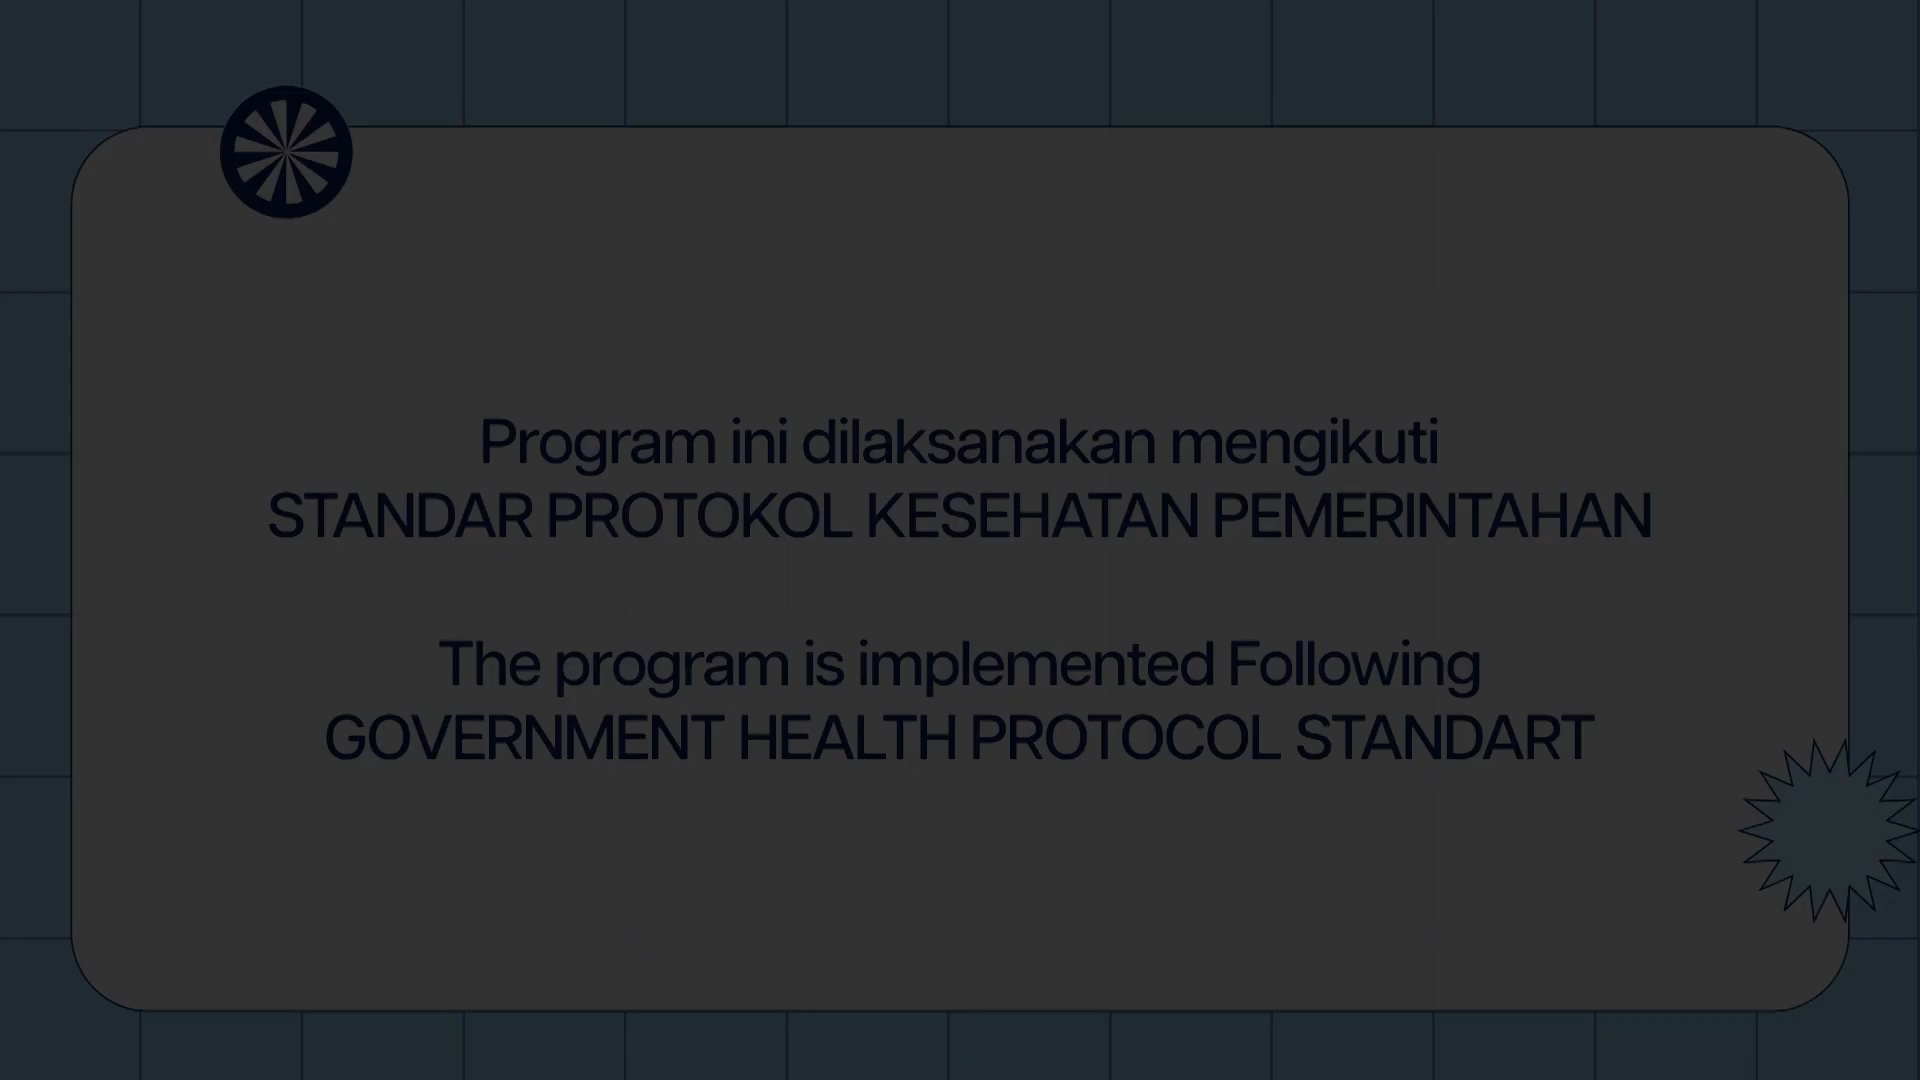 Program ini dilaksanakan mengikuti
STANDAR PROTOKOL KESEHATAN PEMERINTAHAN
The program is implemented Following
GOVERNMENT HEALTH PROTOCOL STANDART